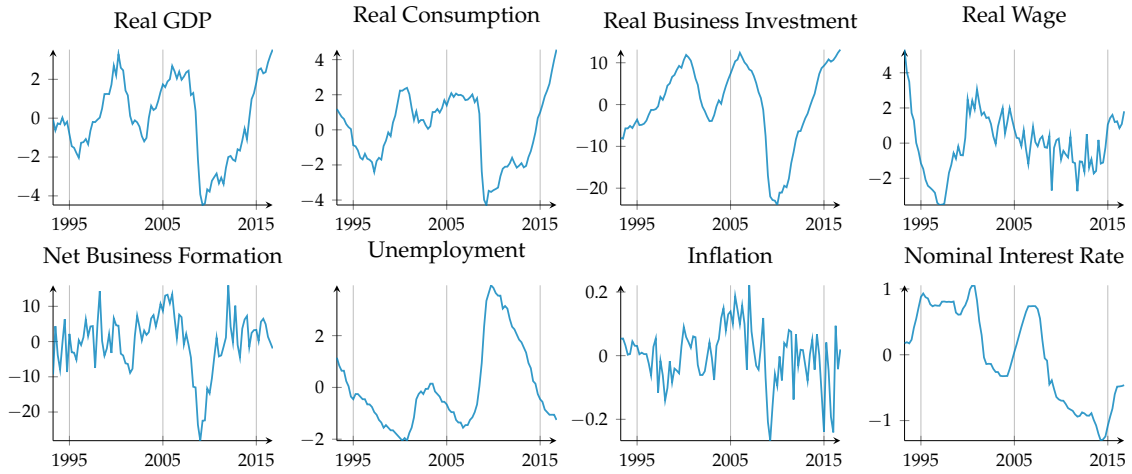 Real GDP
2
0
−2
−4
1995 2005 2015
Real Consumption
4
2
0
−2
−4
1995 2005 2015
Real Business Investment
10
0
−10
−20
1995 2005 2015
Real Wage
4
2
0
−2
1995 2005 2015
Net Business Formation
10
0
−10
−20
1995 2005 2015
Unemployment
2
0
−2
1995 2005 2015
Inflation
0.2
0
−0.2
1995 2005 2015
Nominal Interest Rate
1
0
−1
1995 2005 2015